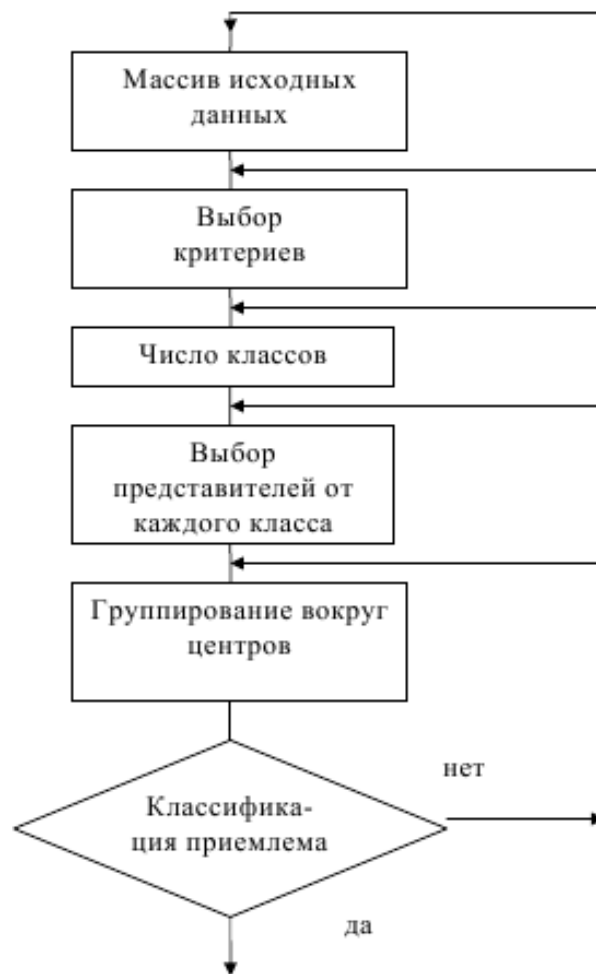 Массив исходных
данных
Выбор
критериев
Число классов
Выбор
представителей от
каждого класса
Группирование вокруг
центров
нет
Классифика-
ция приемлема
да